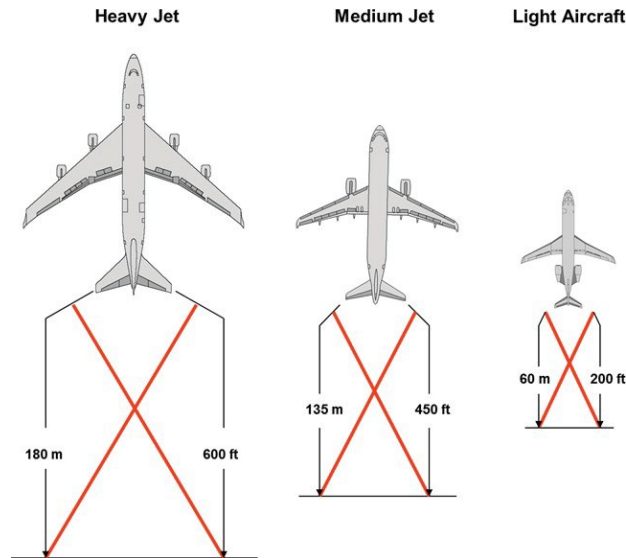 Heavy Jet
Medium Jet
Light Aircraft
180 m
600 ft
135 m
450 ft
60 m
200 ft